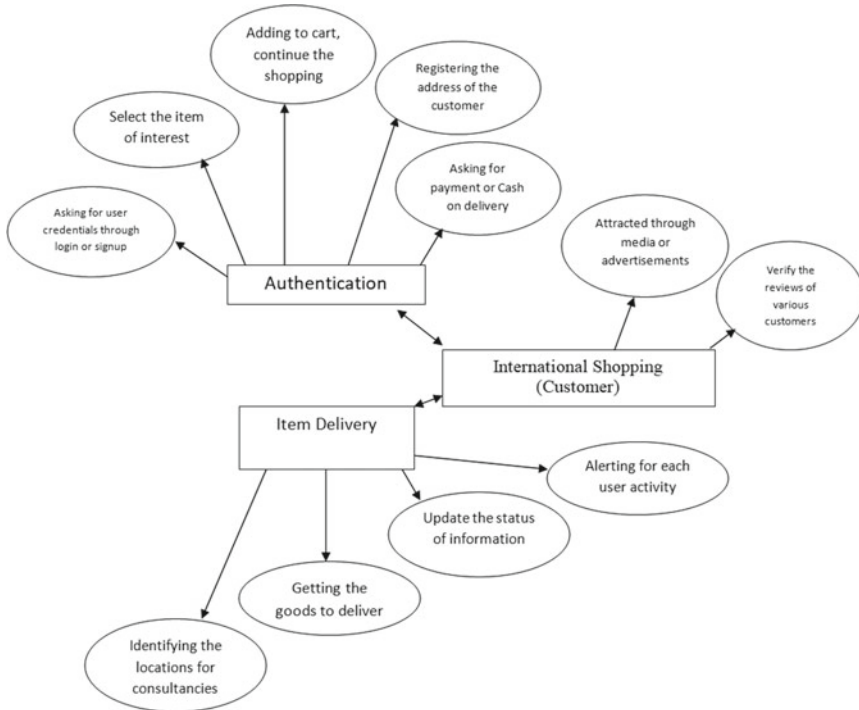 Adding to cart,
continue the
shopping
Registering the
address of the
customer
Select the item
of interest
Asking for
payment or Cash
on delivery
Asking for user
credentials through
login or signup
Attracted through
media or
advertisements
Verify the
reviews of
various
customers
Authentication
International Shopping
(Customer)
Item Delivery
Alerting for each
user activity
Update the status
of information
Getting the
goods to deliver
Identifying the
locations for
consultancies